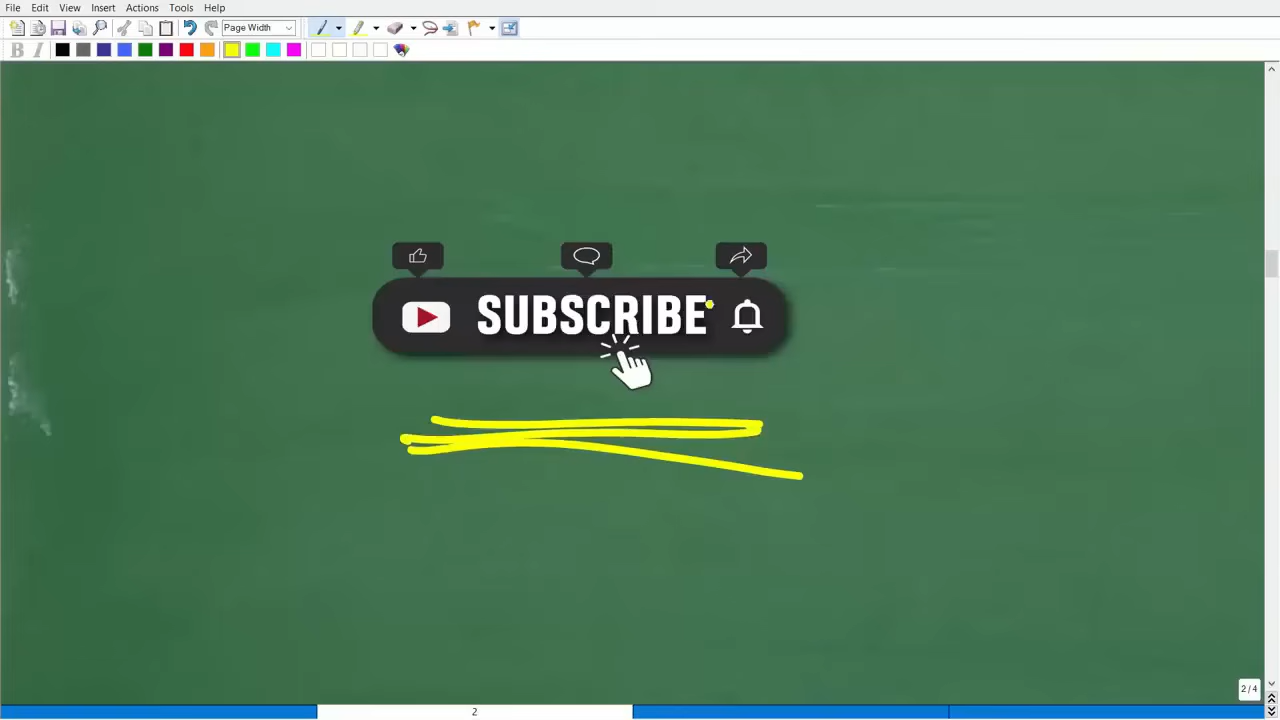 File Edit View Insert Actions Tools Help
Page Width
B I
SUBSCRIBE
2 / 4
2